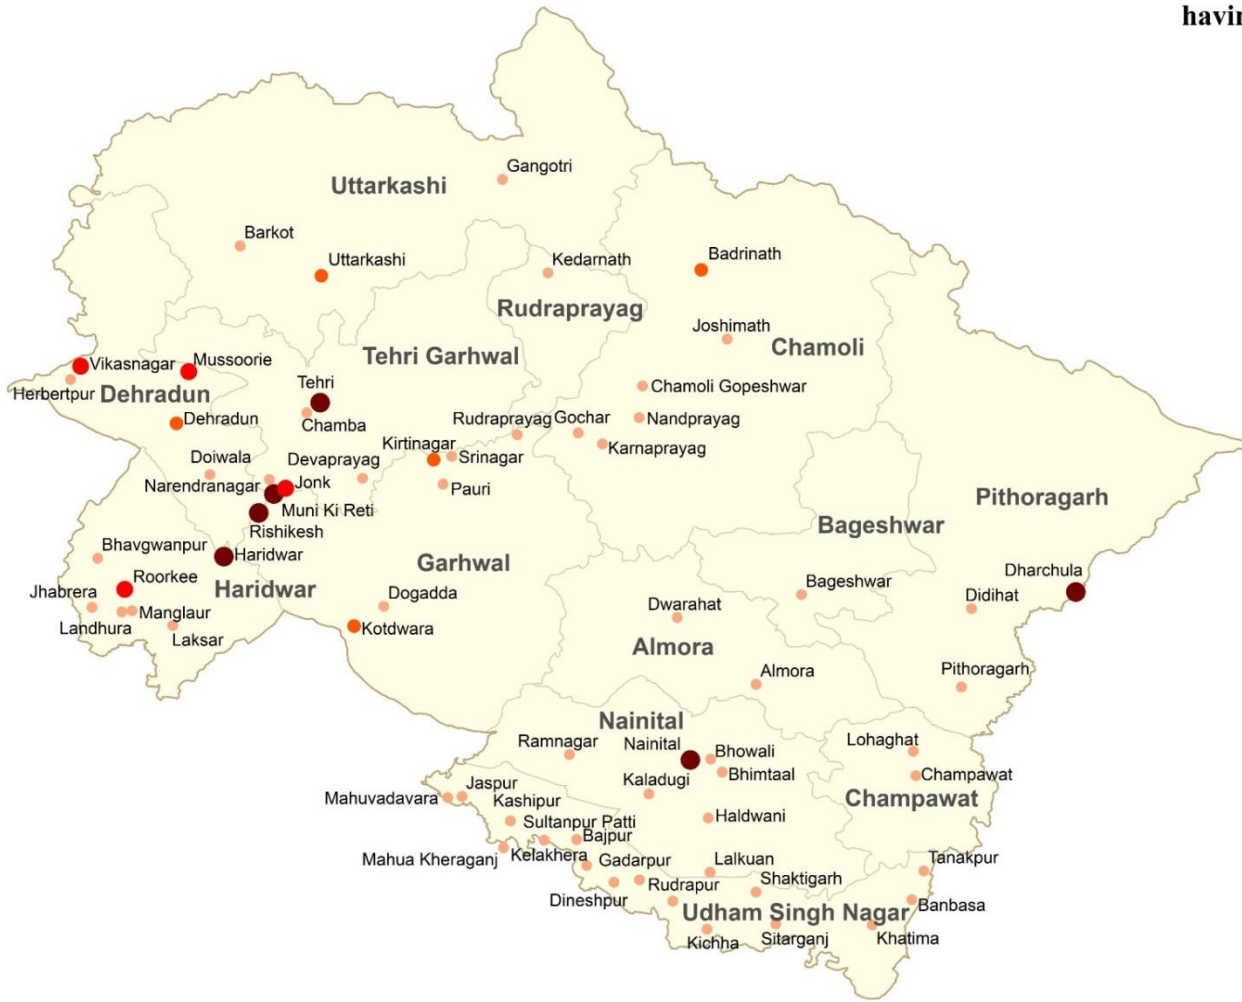 havin
Gangotri
Uttarkashi
Barkot
Uttarkashi
Badrinath
Kedarnath
Rudraprayag
Joshimath
Chamoli
Tehri Garhwal
Vikasnagar
Mussoorie
Herbertpur
Dehradun
Tehri
Chamoli Gopeshwar
Chamba
Dehradun
Rudraprayag
Gochar
Nandprayag
Kirtinagar
Karnaprayag
Doiwala
Devaprayag
Srinagar
Narendranagar
Jonk
Pauri
Pithoragarh
Muni Ki Reti
Rishikesh
Bageshwar
Bhavgwanpur
Haridwar
Garhwal
Roorkee
Haridwar
Dharchula
Jhabrera
Bageshwar
Didihat
Manglaur
Dogadda
Dwarahat
Landhura
Kotdwara
Laksar
Almora
Almora
Pithoragarh
Nainital
Ramnagar
Nainital
Lohaghat
Bhowali
Bhimtaal
Champawat
Jaspur
Kaladugi
Mahuvadavara
Champawat
Kashipur
Haldwani
Sultanpur Patti
Bajpur
Mahua Kheraganj
Kelakhera
Gadarpur
Lalkuan
Tanakpur
Rudrapur
Shaktigarh
Dineshpur
Udham Singh Nagar
Banbasa
Kichha
Sitarganj
Khatima